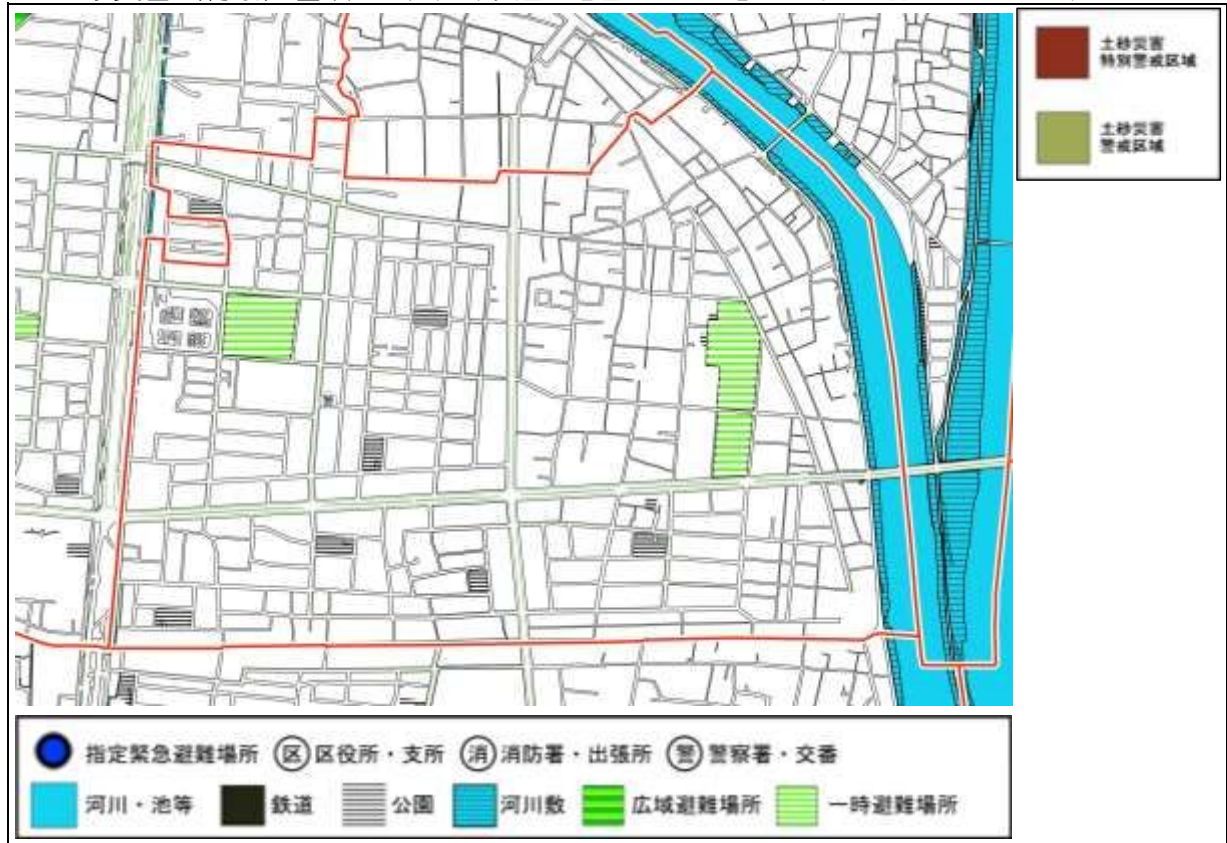 土砂災害
特別警戒区域
土砂災害
警戒区域
指定緊急避難場所 区 区役所・支所 消 消防署・出張所 警 警察署・交番
河川・池等 鉄道 公園 河川敷 広域避難場所 一時避難場所